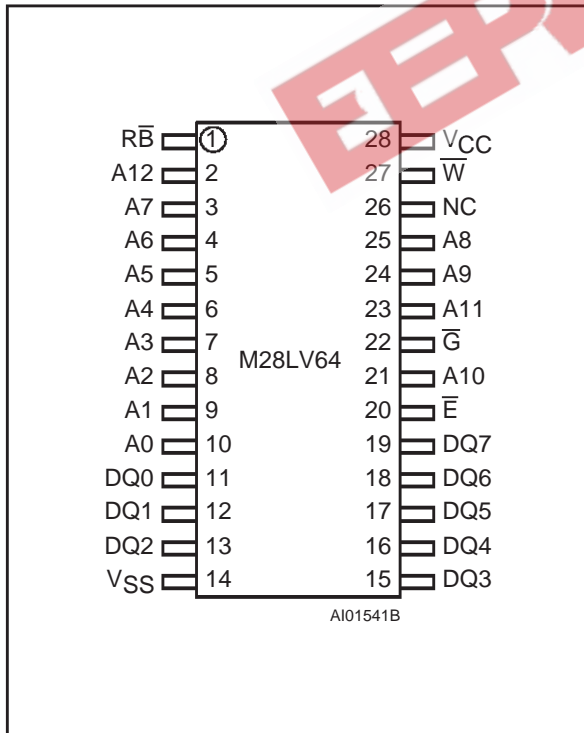 EEP
RB̅ 1 28 VCC
A12 2 27 W̅
A7 3 26 NC
A6 4 25 A8
A5 5 24 A9
A4 6 23 A11
A3 7 22 G̅
M28LV64
A2 8 21 A10
A1 9 20 E̅
A0 10 19 DQ7
DQ0 11 18 DQ6
DQ1 12 17 DQ5
DQ2 13 16 DQ4
VSS 14 15 DQ3
AI01541B